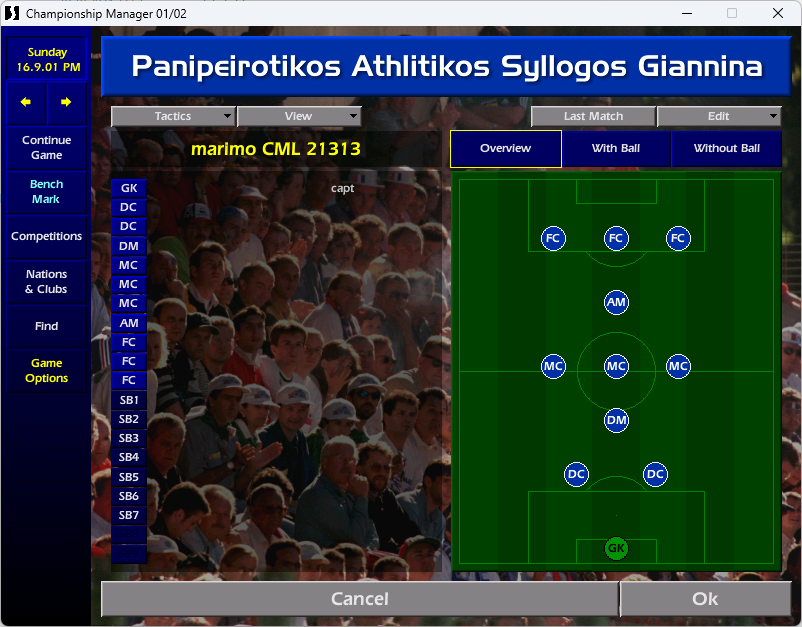 Championship Manager 01/02
Sunday
16.9.01 PM
Continue
Game
Bench
Mark
Competitions
Nations
& Clubs
Find
Game
Options
Panipeirotikos Athlitikos Syllogos Giannina
Tactics View Last Match Edit
marimo CML 21313
Overview With Ball Without Ball
GK capt
DC
DC
DM
MC
MC
MC
AM
FC
FC
FC
SB1
SB2
SB3
SB4
SB5
SB6
SB7
FC FC FC
AM
MC MC MC
DM
DC DC
GK
Cancel Ok